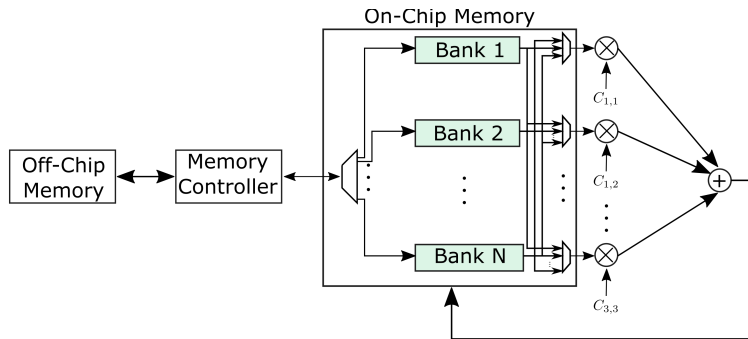 On-Chip Memory
Bank 1
C1,1
Bank 2
Off-Chip
Memory
Memory
Controller
C1,2
+
Bank N
C3,3